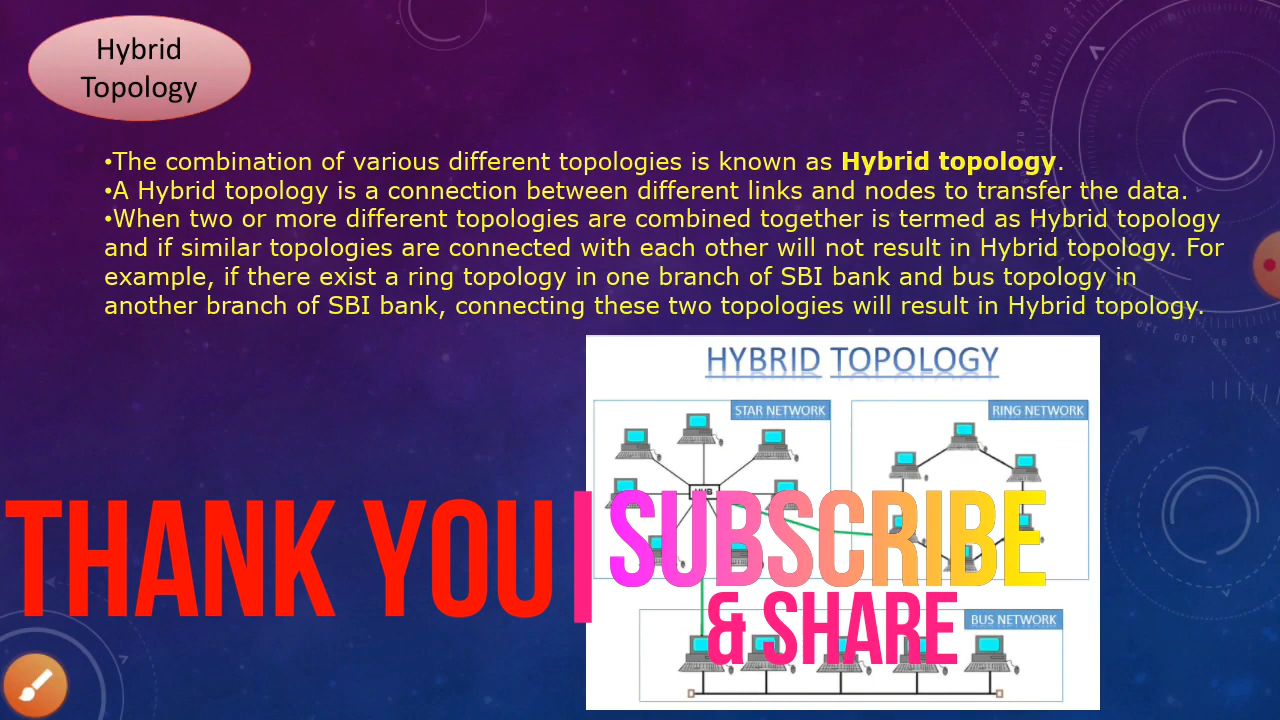 Hybrid
Topology
•The combination of various different topologies is known as Hybrid topology.
•A Hybrid topology is a connection between different links and nodes to transfer the data.
•When two or more different topologies are combined together is termed as Hybrid topology
and if similar topologies are connected with each other will not result in Hybrid topology. For
example, if there exist a ring topology in one branch of SBI bank and bus topology in
another branch of SBI bank, connecting these two topologies will result in Hybrid topology.
HYBRID TOPOLOGY
STAR NETWORK
RING NETWORK
THANK YOU
SUBSCRIBE
& SHARE
BUS NETWORK